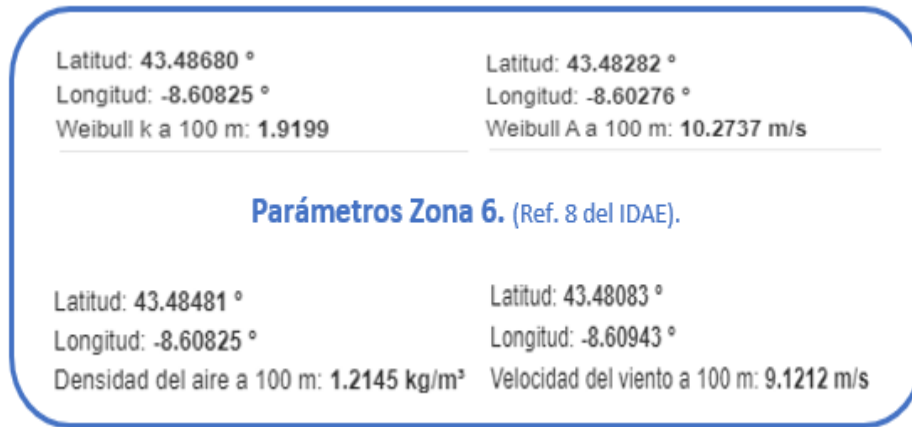 Latitud: 43.48680 º
Longitud: -8.60825 º
Weibull k a 100 m: 1.9199
Latitud: 43.48282 º
Longitud: -8.60276 º
Weibull A a 100 m: 10.2737 m/s
Parámetros Zona 6. (Ref. 8 del IDAE).
Latitud: 43.48481 º
Longitud: -8.60825 º
Densidad del aire a 100 m: 1.2145 kg/m³
Latitud: 43.48083 º
Longitud: -8.60943 º
Velocidad del viento a 100 m: 9.1212 m/s